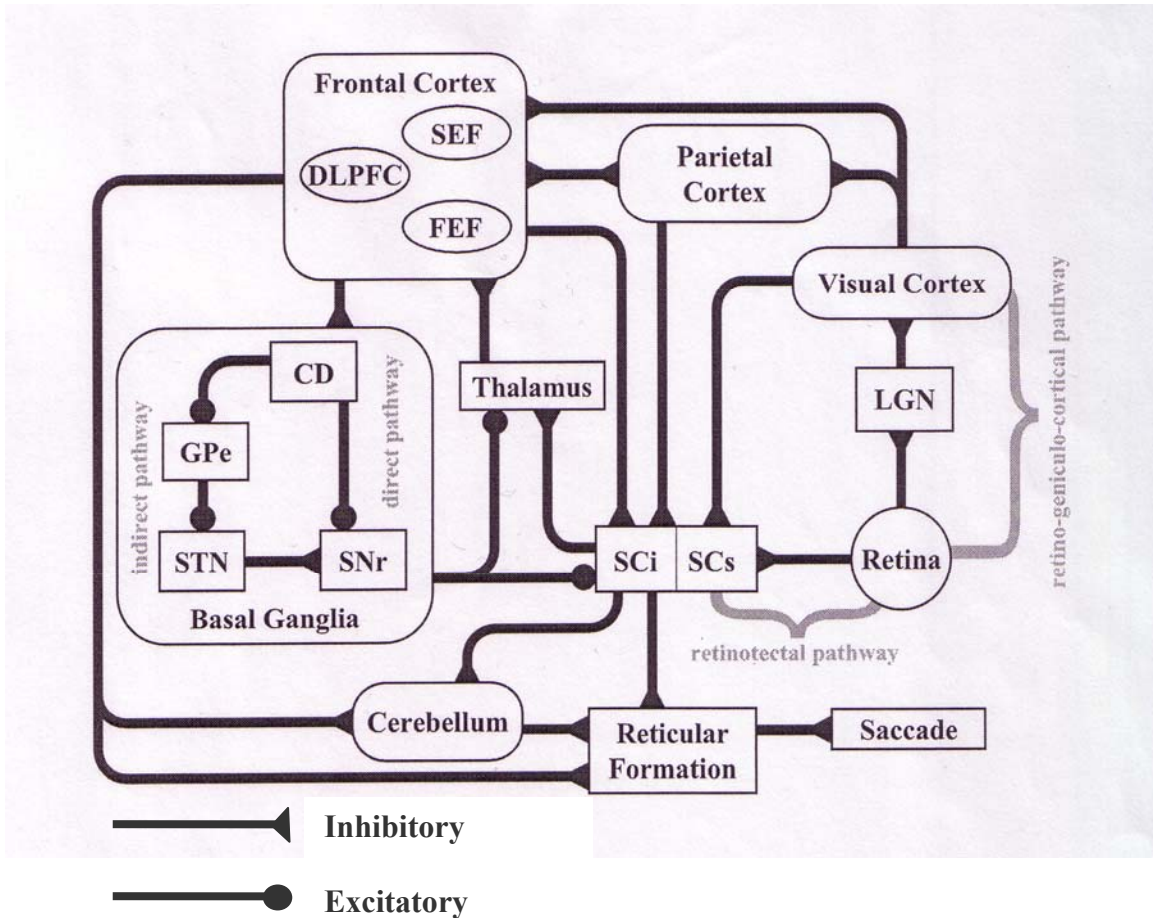 Frontal Cortex
SEF
DLPFC
FEF
Parietal
Cortex
Visual Cortex
CD
GPe
STN
SNr
indirect pathway
direct pathway
Basal Ganglia
Thalamus
LGN
SCi
SCs
Retina
retino-geniculo-cortical pathway
retinotectal pathway
Cerebellum
Reticular
Formation
Saccade
Inhibitory
Excitatory